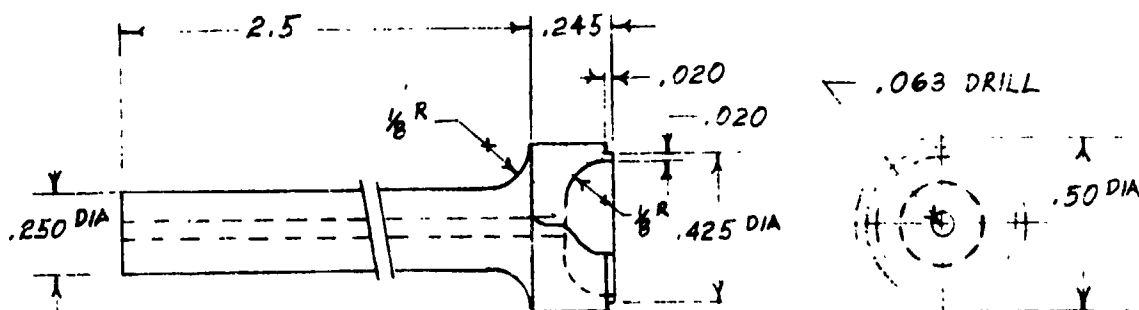 2.5
.245
.020
.063 DRILL
.020
⅛ R
.50 DIA
.250 DIA
⅛ R
.425 DIA